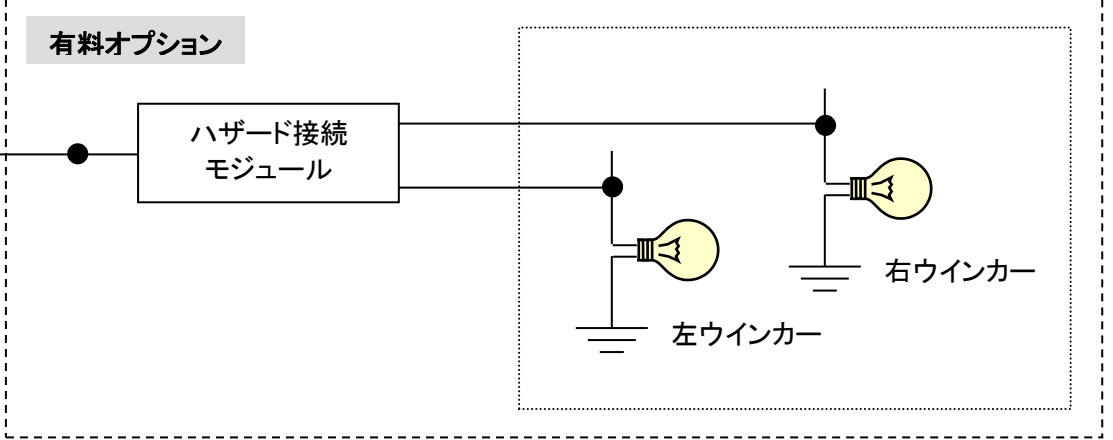 有料オプション
ハザード接続
モジュール
右ウインカー
左ウインカー